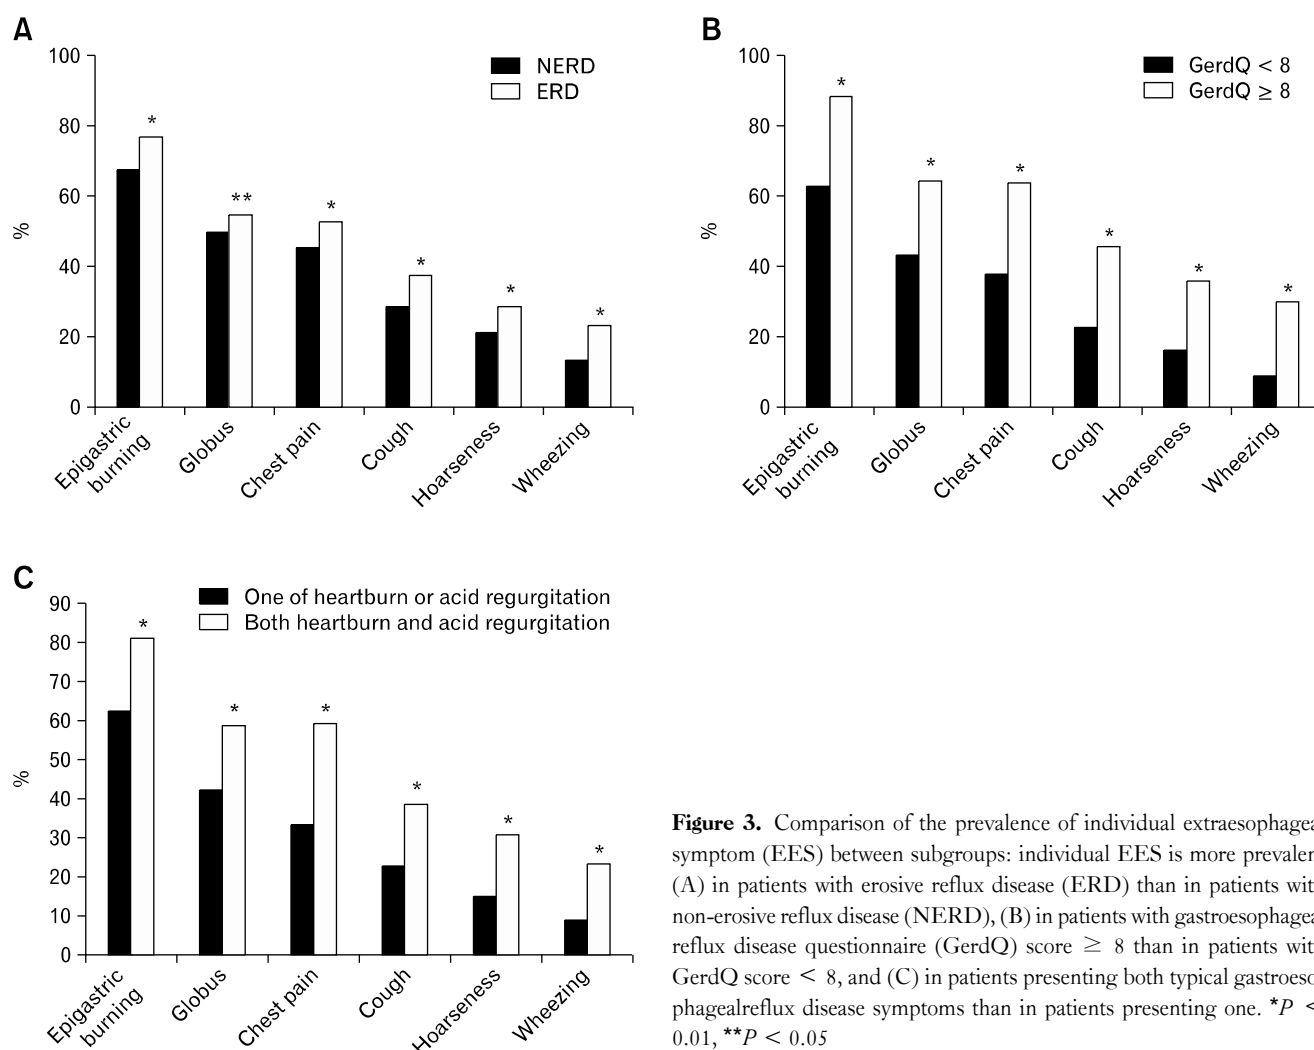 A
100
80
60
40
20
0
%
NERD
ERD
*
**
*
*
*
*
Epigastric
burning
Globus
Chest pain
Cough
Hoarseness
Wheezing
B
100
80
60
40
20
0
%
GerdQ < 8
GerdQ ≥ 8
*
*
*
*
*
*
Epigastric
burning
Globus
Chest pain
Cough
Hoarseness
Wheezing
C
90
80
70
60
50
40
30
20
10
0
%
One of heartburn or acid regurgitation
Both heartburn and acid regurgitation
*
*
*
*
*
*
Epigastric
burning
Globus
Chest pain
Cough
Hoarseness
Wheezing
Figure 3. Comparison of the prevalence of individual extraesophagea
symptom (EES) between subgroups: individual EES is more prevalen
(A) in patients with erosive reflux disease (ERD) than in patients wit
non-erosive reflux disease (NERD), (B) in patients with gastroesophagea
reflux disease questionnaire (GerdQ) score ≥ 8 than in patients wit
GerdQ score < 8, and (C) in patients presenting both typical gastroeso
phagealreflux disease symptoms than in patients presenting one. *P <
0.01, **P < 0.05